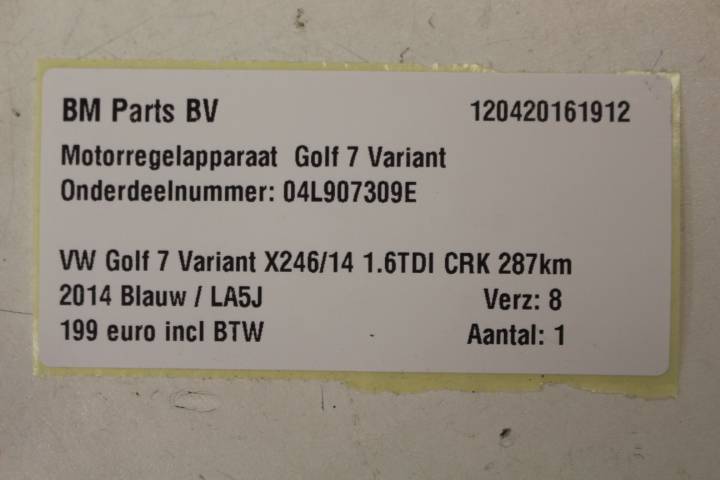 BM Parts BV 120420161912
Motorregelapparaat Golf 7 Variant
Onderdeelnummer: 04L907309E
VW Golf 7 Variant X246/14 1.6TDI CRK 287km
2014 Blauw / LA5J Verz: 8
199 euro incl BTW Aantal: 1